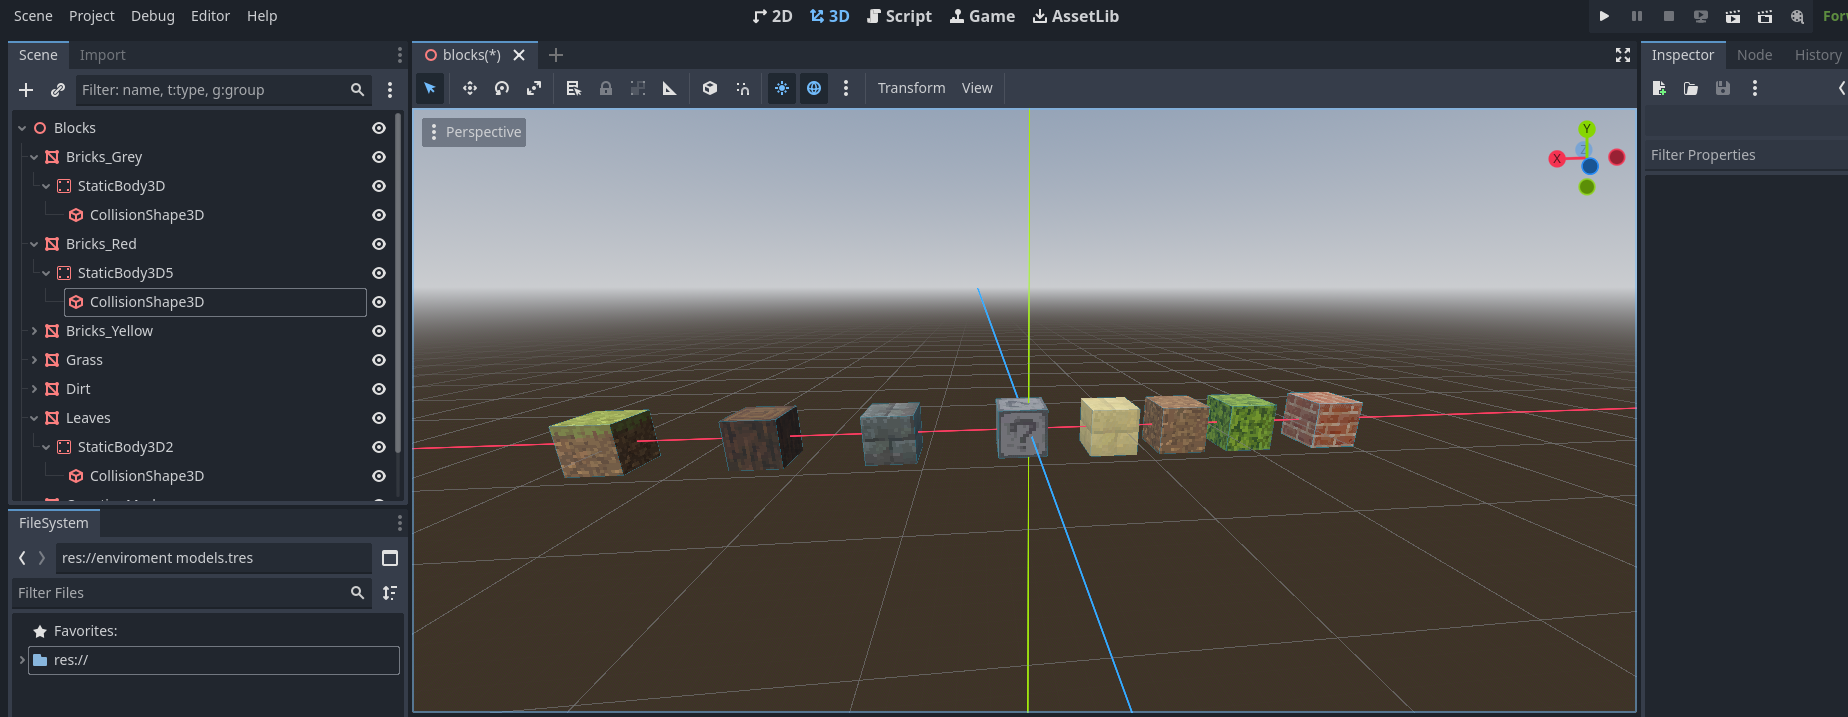 Scene Project Debug Editor Help
2D 3D Script Game AssetLib
Scene Import
blocks(*)
Inspector Node History
Filter: name, t:type, g:group
Transform View
Blocks
Perspective
Y
X
Z
Filter Properties
Bricks_Grey
StaticBody3D
CollisionShape3D
Bricks_Red
StaticBody3D5
CollisionShape3D
Bricks_Yellow
Grass
Dirt
Leaves
StaticBody3D2
CollisionShape3D
?
FileSystem
res://enviroment models.tres
Filter Files
Favorites:
res://